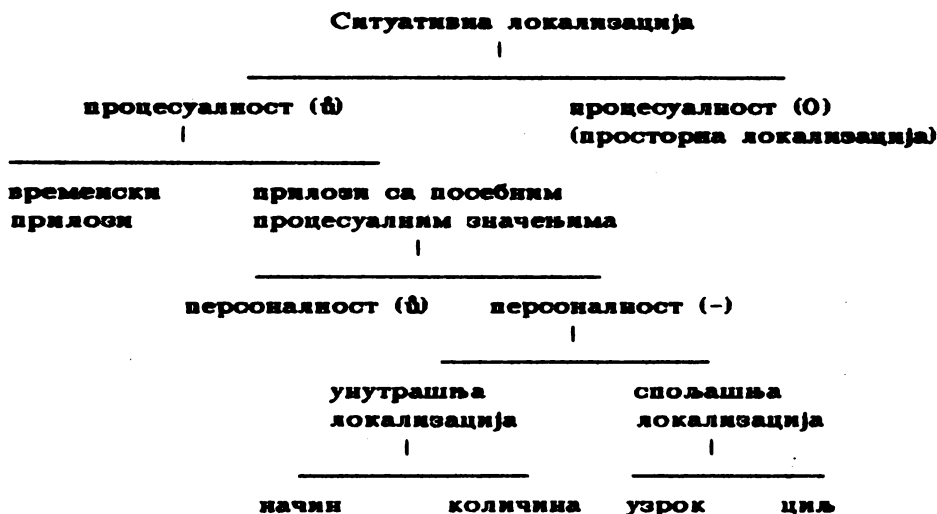 Ситуативна локализација
процесуалност (û) процесуалност (0)
(просторна локализација)
временски прилози са посебним
прилози процесуалним значењима
персоналност (û) персоналност (-)
унутрашња спољашња
локализација локализација
начин количина узрок циљ